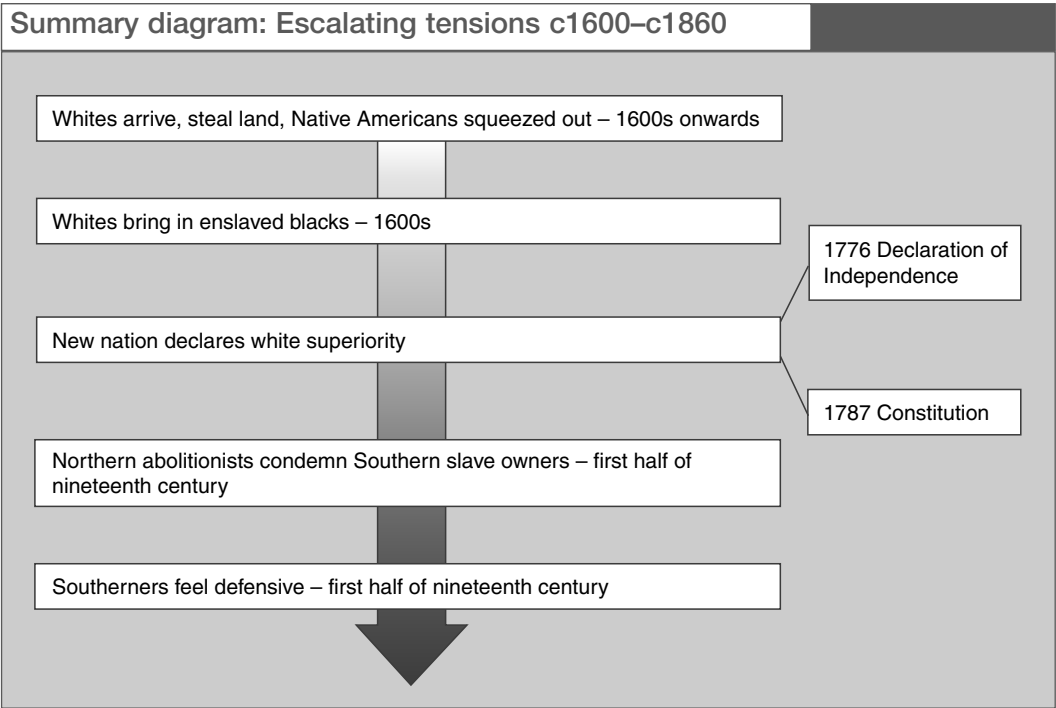 Summary diagram: Escalating tensions c1600–c1860
Whites arrive, steal land, Native Americans squeezed out – 1600s onwards
Whites bring in enslaved blacks – 1600s
1776 Declaration of
Independence
New nation declares white superiority
1787 Constitution
Northern abolitionists condemn Southern slave owners – first half of
nineteenth century
Southerners feel defensive – first half of nineteenth century